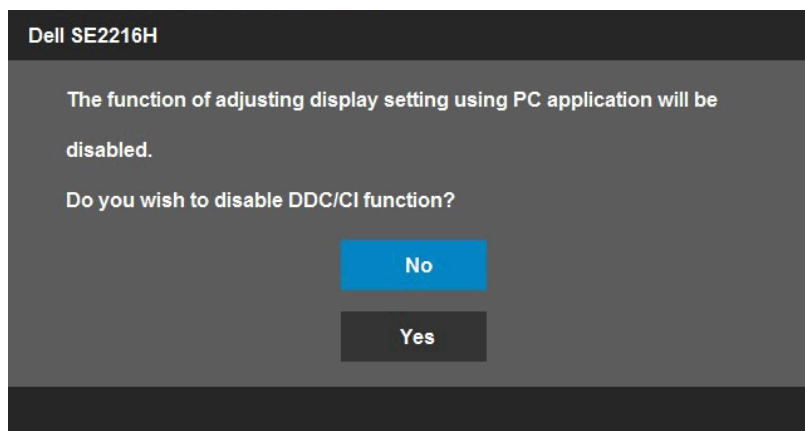 Dell SE2216H
The function of adjusting display setting using PC application will be
disabled.
Do you wish to disable DDC/CI function?
No
Yes